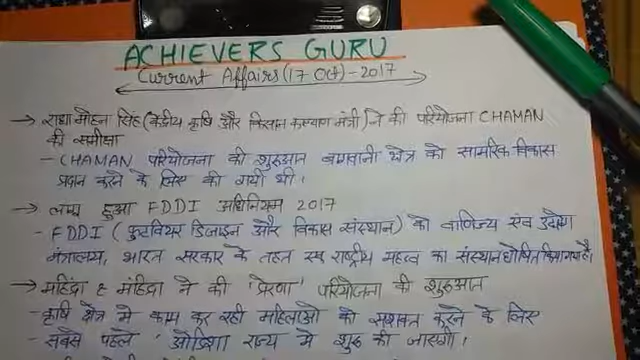 ACHIEVERS GURU
Current Affairs (17 Oct) - 2017
→ राधा मोहन सिंह (केंद्रीय कृषि और किसान कल्याण मंत्री) ने की परियोजना CHAMAN
की समीक्षा
- CHAMAN परियोजना की शुरुआत बागवानी क्षेत्र को सामरिक विकास
प्रदान करने के लिए की गयी थी।
→ लागू हुआ FDDI अधिनियम 2017
- FDDI (फुटवियर डिजाइन और विकास संस्थान) को वाणिज्य एंव उद्योग
मंत्रालय, भारत सरकार के तहत राष्ट्रीय महत्व का संस्थान घोषित किया गया है।
→ महिंद्रा & महिंद्रा ने की 'प्रेरणा' परियोजना की शुरुआत
- कृषि क्षेत्र मे काम कर रही महिलाओ को सशक्त करने के लिए
- सबसे पहले ओडिशा राज्य मे शुरु की जाएगी।